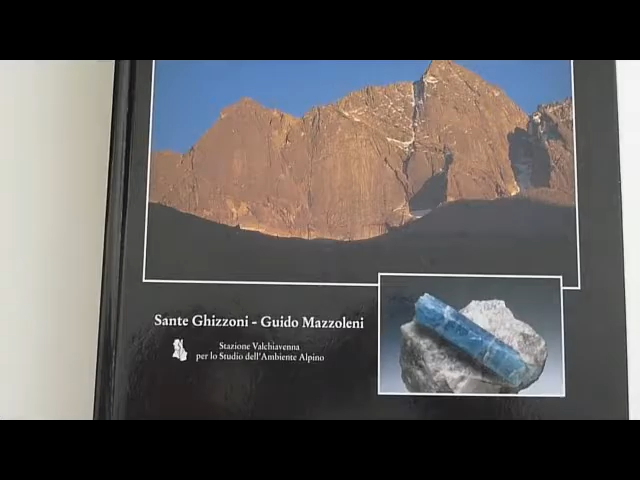 Sante Ghizzoni - Guido Mazzoleni
Stazione Valchiavenna
per lo Studio dell'Ambiente Alpino